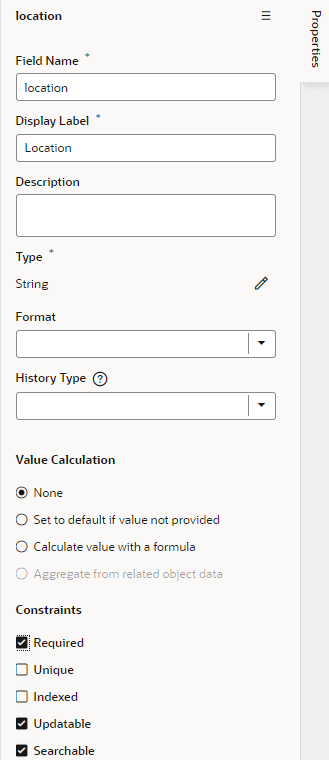 location
Properties
Field Name *
location
Display Label *
Location
Description
Type *
String
Format
History Type ?
Value Calculation
None
Set to default if value not provided
Calculate value with a formula
Aggregate from related object data
Constraints
Required
Unique
Indexed
Updatable
Searchable